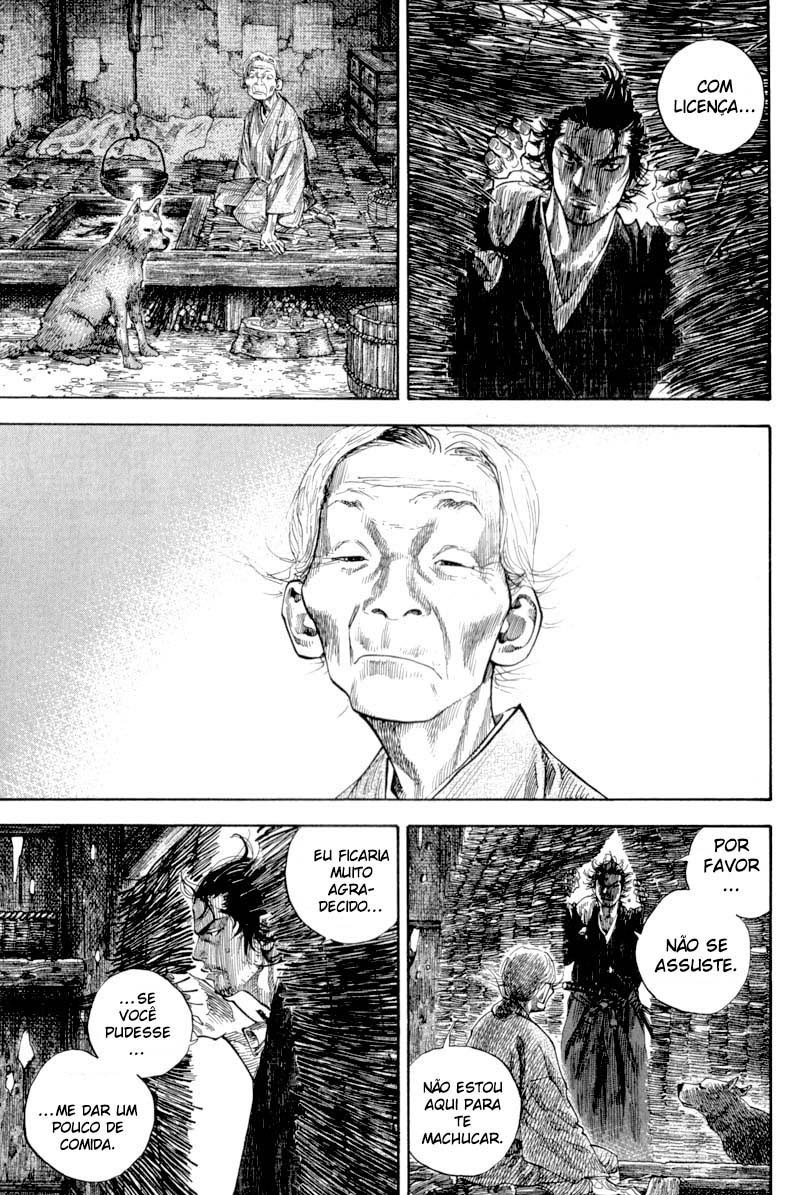 COM
LICENÇA...
POR
FAVOR
...
NÃO SE
ASSUSTE.
NÃO ESTOU
AQUI PARA
TE
MACHUCAR.
EU FICARIA
MUITO
AGRA-
DECIDO...
...SE
VOCÊ
PUDESSE
...
...ME DAR UM
POUCO DE
COMIDA.